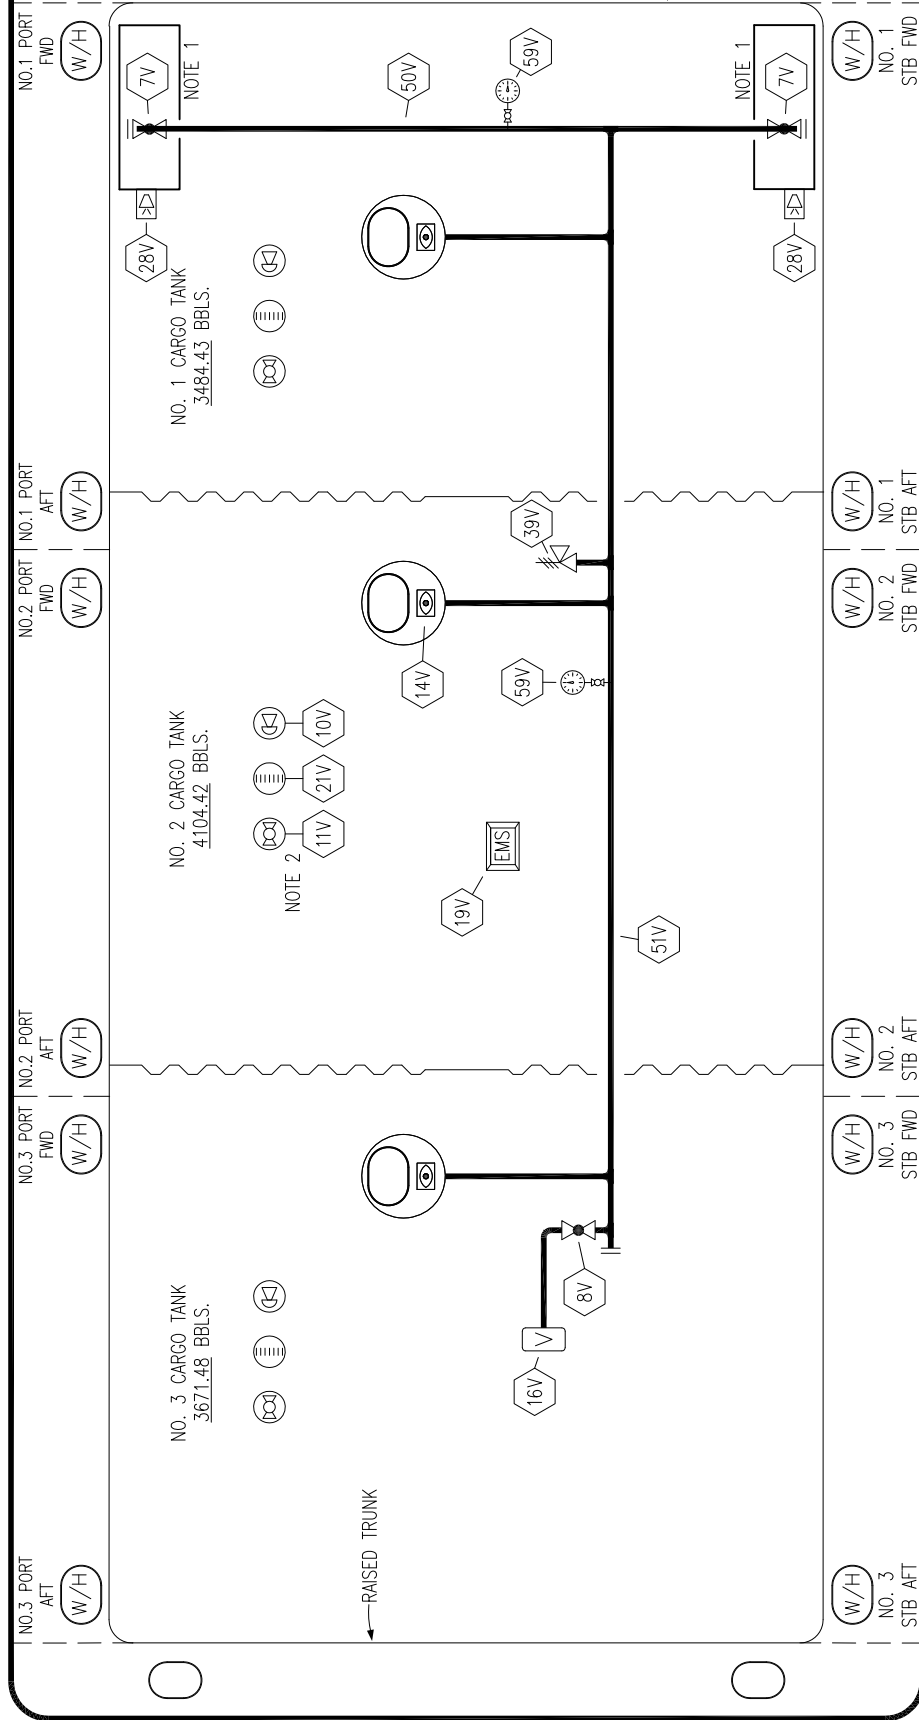 NO.3 PORT
AFT
NO.3 PORT
FWD
NO.2 PORT
AFT
NO.2 PORT
FWD
NO.1 PORT
AFT
NO.1 PORT
FWD
W/H
W/H
W/H
W/H
W/H
W/H
28V
7V
NOTE 1
NO. 3 CARGO TANK
3671.48 BBLS.
NO. 2 CARGO TANK
4104.42 BBLS.
NO. 1 CARGO TANK
3484.43 BBLS.
NOTE 2
11V
21V
10V
RAISED TRUNK
14V
50V
19V
EMS
59V
39V
59V
16V
V
8V
51V
28V
7V
NOTE 1
W/H
W/H
W/H
W/H
W/H
W/H
NO. 3
STB AFT
NO. 3
STB FWD
NO. 2
STB AFT
NO. 2
STB FWD
NO. 1
STB AFT
NO. 1
STB FWD